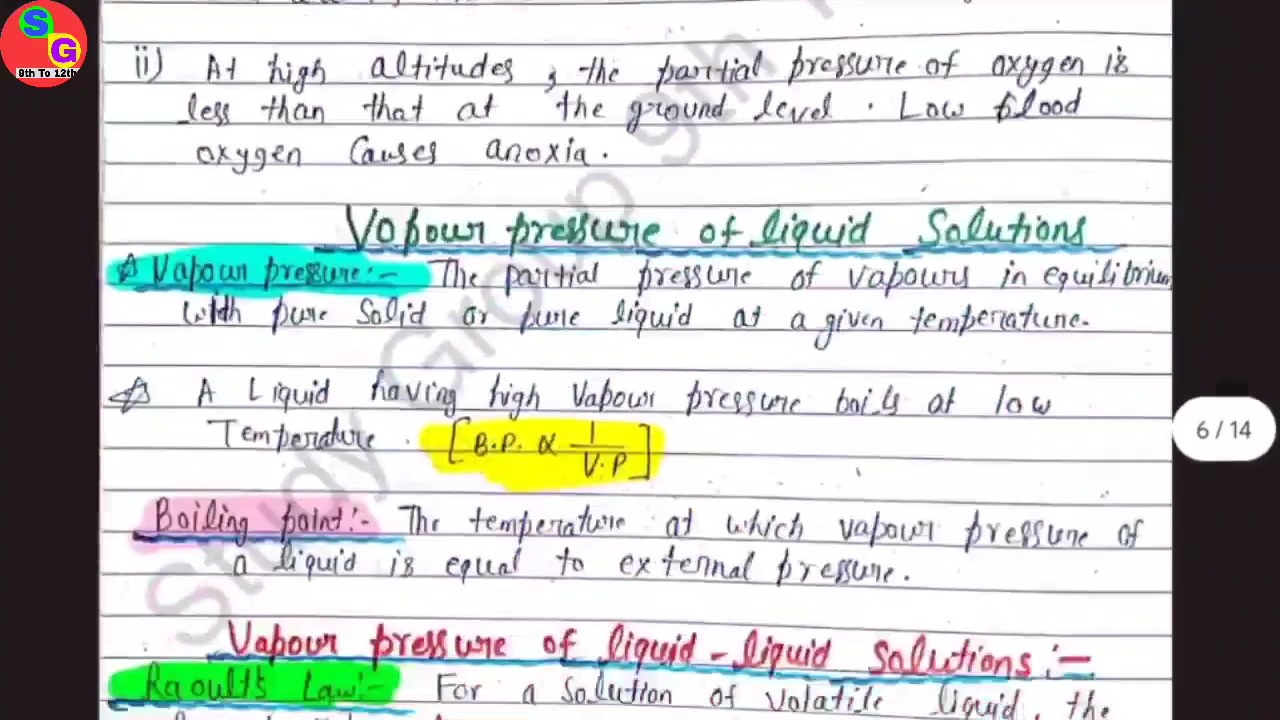 S
G
9th To 12th
ii) At high altitudes, the partial pressure of oxygen is
less than that at the ground level. Low blood
oxygen causes anoxia.
Vapour pressure of liquid Solutions
Vapour pressure:- The partial pressure of vapours in equilibrium
with pure solid or pure liquid at a given temperature.
A Liquid having high Vapour pressure boils at low
Temperature. [B.P. ∝ 1/V.P]
6 / 14
Boiling point:- The temperature at which vapour pressure of
a liquid is equal to external pressure.
Vapour pressure of liquid-liquid Solutions:-
Raoult's Law:- For a solution of volatile liquid, the
Study Group 9th